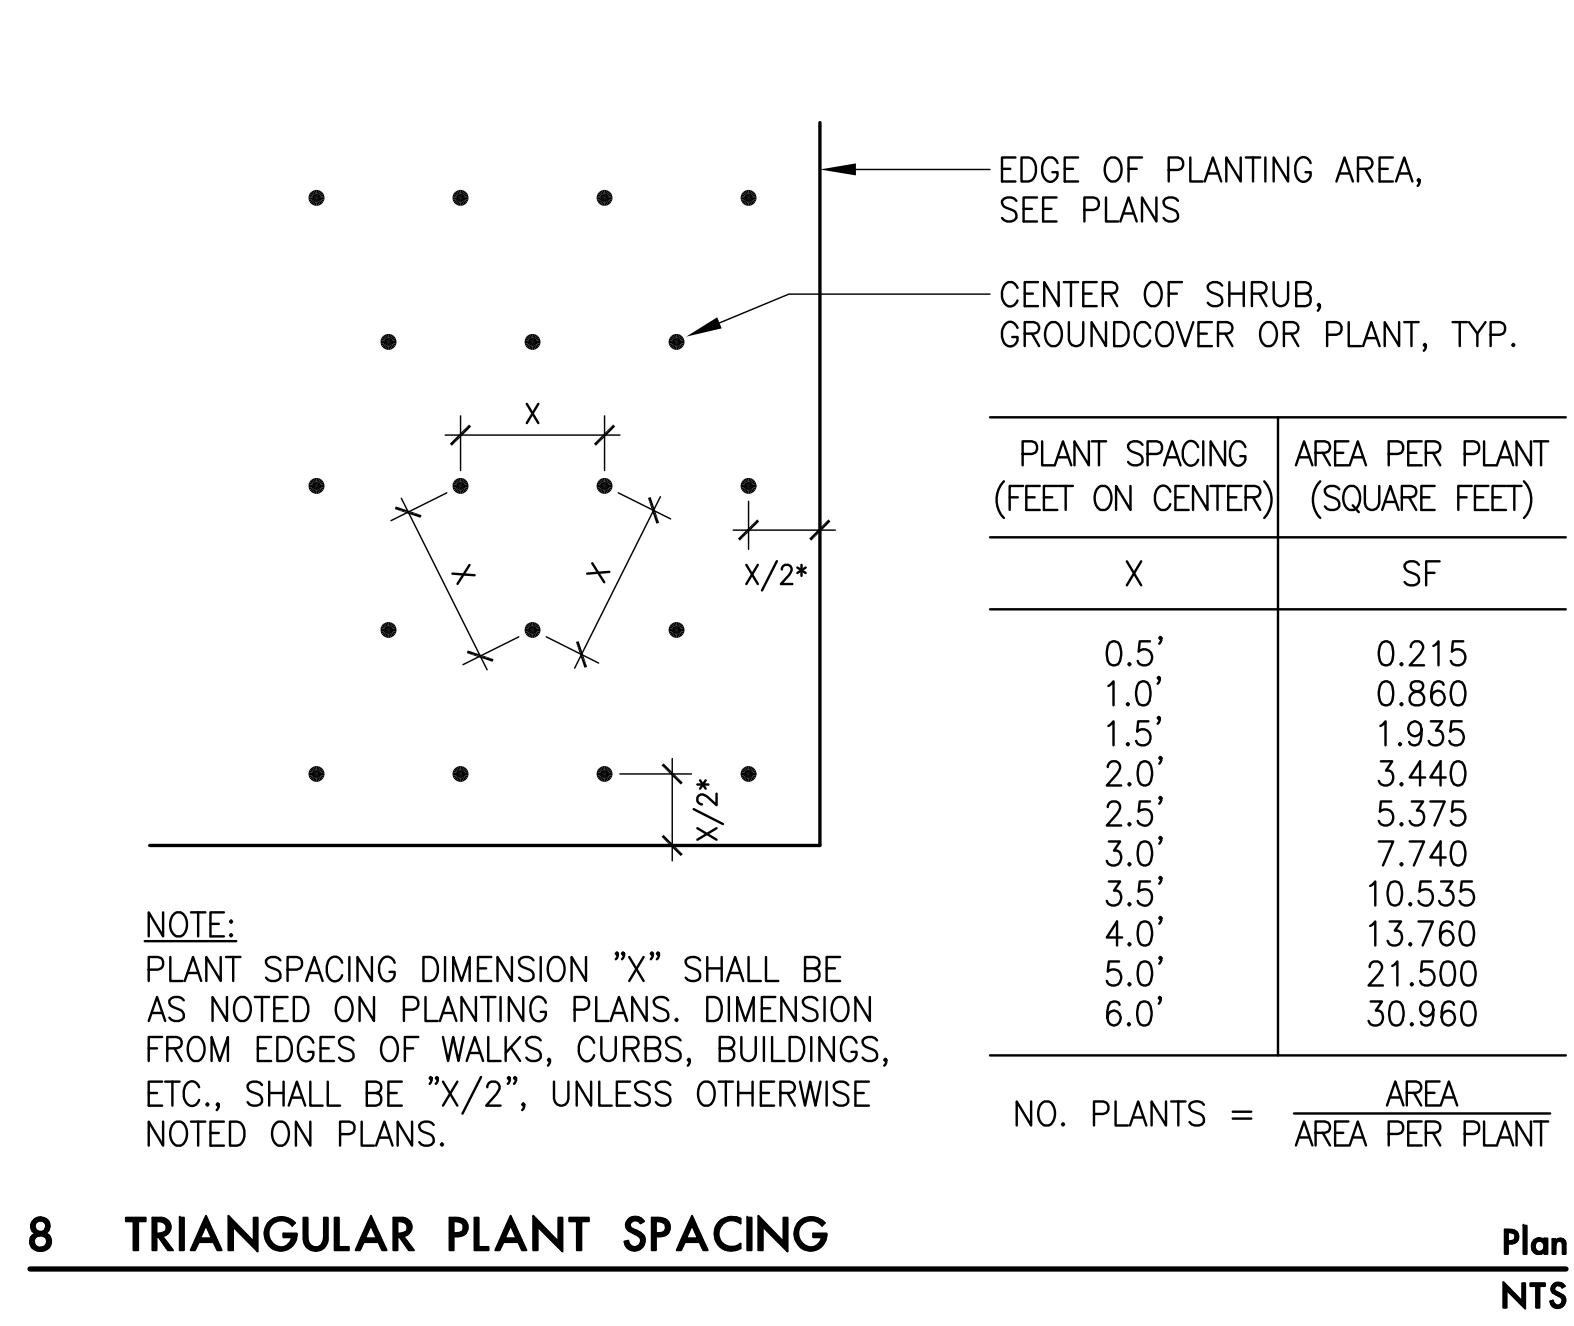 EDGE OF PLANTING AREA,
SEE PLANS
CENTER OF SHRUB,
GROUNDCOVER OR PLANT, TYP.
X
X
X
X/2*
X/2*
PLANT SPACING
(FEET ON CENTER)
AREA PER PLANT
(SQUARE FEET)
X SF
0.5' 0.215
1.0' 0.860
1.5' 1.935
2.0' 3.440
2.5' 5.375
3.0' 7.740
3.5' 10.535
4.0' 13.760
5.0' 21.500
6.0' 30.960
NO. PLANTS = AREA
AREA PER PLANT
NOTE:
PLANT SPACING DIMENSION "X" SHALL BE
AS NOTED ON PLANTING PLANS. DIMENSION
FROM EDGES OF WALKS, CURBS, BUILDINGS,
ETC., SHALL BE "X/2", UNLESS OTHERWISE
NOTED ON PLANS.
8 TRIANGULAR PLANT SPACING
Plan
NTS